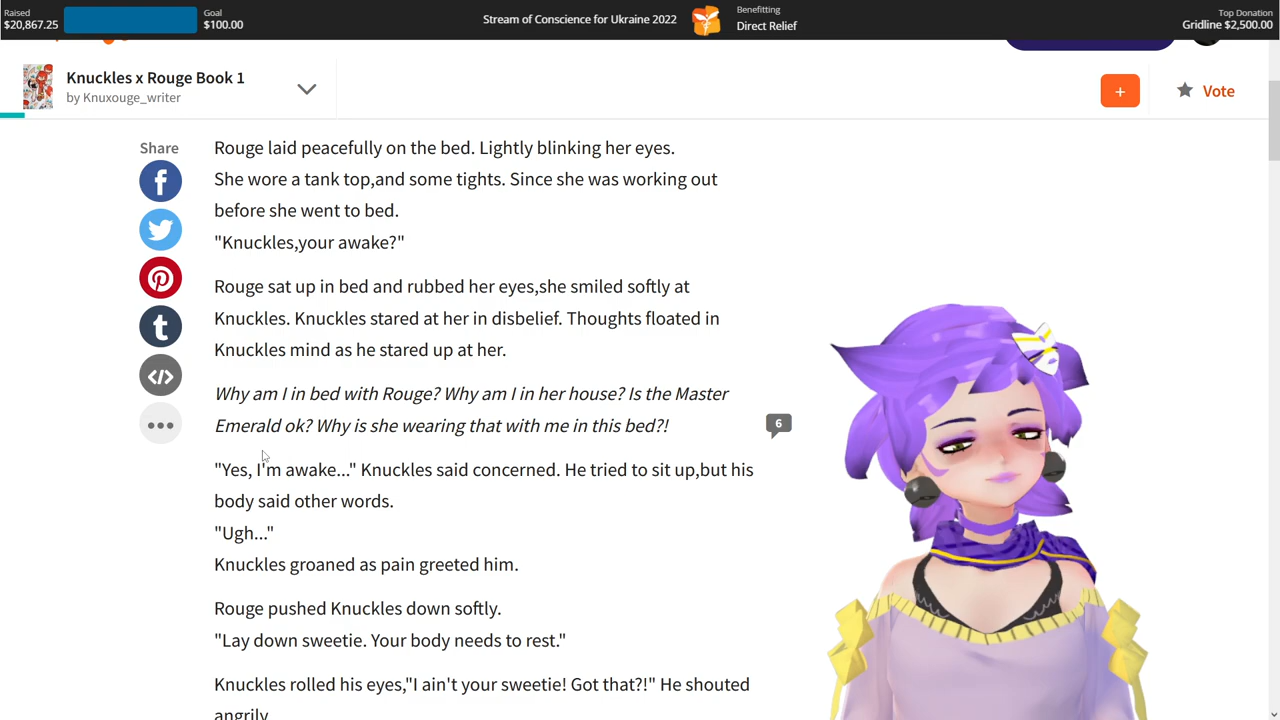 Raised
$20,867.25
Goal
$100.00
Stream of Conscience for Ukraine 2022
Benefitting
Direct Relief
Top Donation
Gridline $2,500.00
Knuckles x Rouge Book 1
by Knuxouge_writer
+
Vote
Share
Rouge laid peacefully on the bed. Lightly blinking her eyes.
She wore a tank top,and some tights. Since she was working out
before she went to bed.
"Knuckles,your awake?"
Rouge sat up in bed and rubbed her eyes,she smiled softly at
Knuckles. Knuckles stared at her in disbelief. Thoughts floated in
Knuckles mind as he stared up at her.
Why am I in bed with Rouge? Why am I in her house? Is the Master
Emerald ok? Why is she wearing that with me in this bed?!
6
"Yes, I'm awake..." Knuckles said concerned. He tried to sit up,but his
body said other words.
"Ugh..."
Knuckles groaned as pain greeted him.
Rouge pushed Knuckles down softly.
"Lay down sweetie. Your body needs to rest."
Knuckles rolled his eyes,"I ain't your sweetie! Got that?!" He shouted
angrily